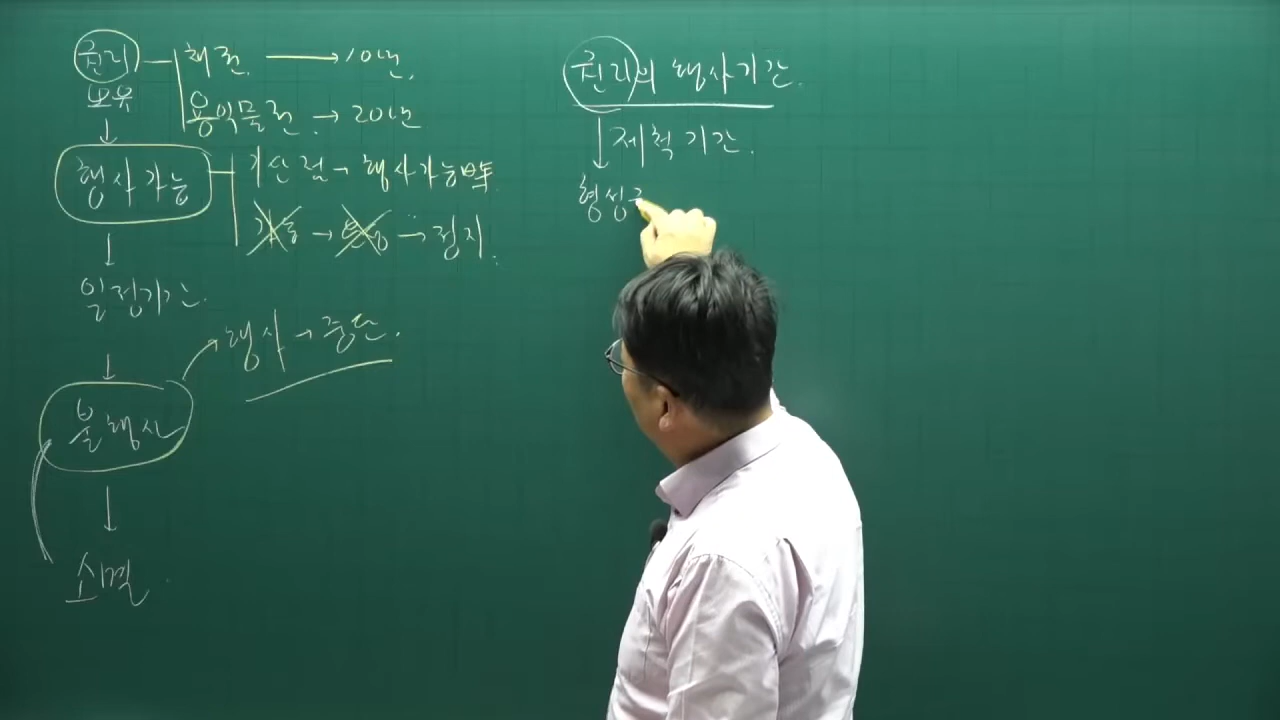 권리 — 채권 → 10년.
보유 용익물권 → 20년
↓
행사가능 — 기산점 → 행사가능
가능 → → 정지.
↓
일정기간.
행사 → 중단.
↓
불행사
↓
소멸.
권리의 행사기간.
↓ 제척기간.
형성